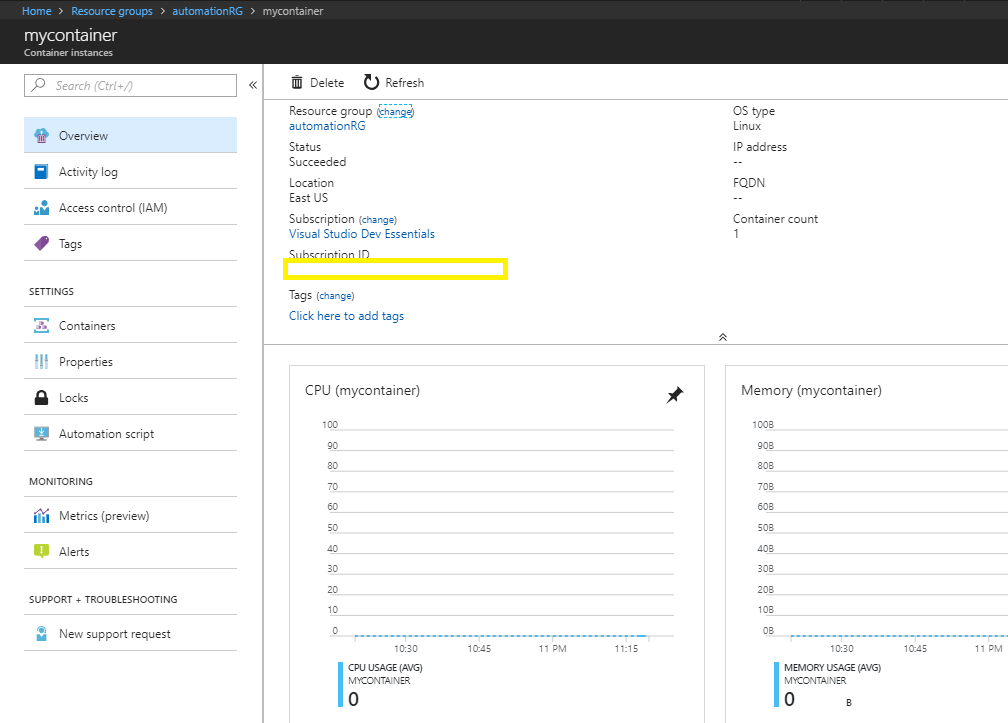 Home > Resource groups > automationRG > mycontainer
mycontainer
Container instances
Search (Ctrl+/)
«
Overview
Activity log
Access control (IAM)
Tags
SETTINGS
Containers
Properties
Locks
Automation script
MONITORING
Metrics (preview)
Alerts
SUPPORT + TROUBLESHOOTING
New support request
Delete
Refresh
Resource group (change)
automationRG
Status
Succeeded
Location
East US
Subscription (change)
Visual Studio Dev Essentials
Subscription ID
Tags (change)
Click here to add tags
OS type
Linux
IP address
--
FQDN
--
Container count
1
CPU (mycontainer)
100
90
80
70
60
50
40
30
20
10
0
10:30 10:45 11 PM 11:15
CPU USAGE (AVG)
MYCONTAINER
0
Memory (mycontainer)
100B
90B
80B
70B
60B
50B
40B
30B
20B
10B
0B
10:30 10:45 11 PM
MEMORY USAGE (AVG)
MYCONTAINER
0 B